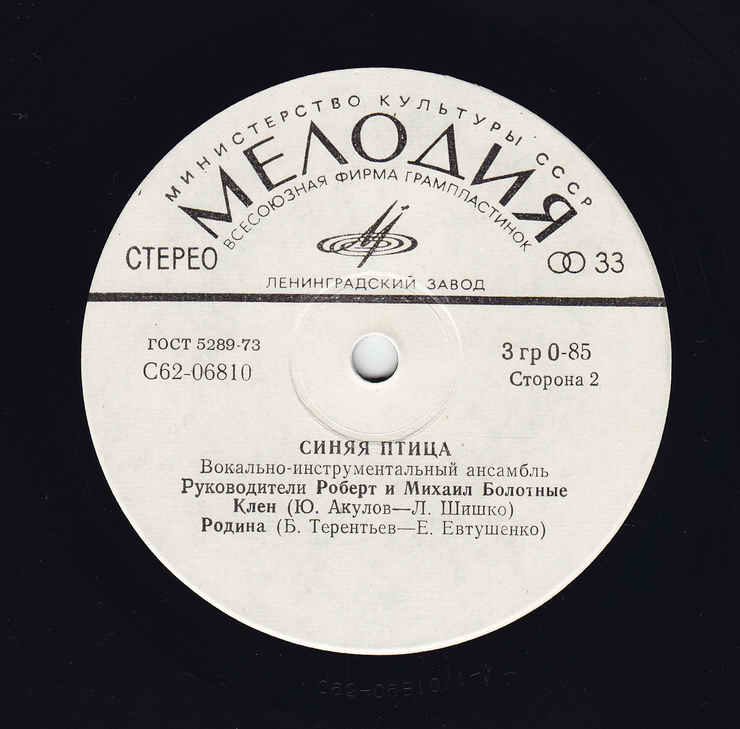 МИНИСТЕРСТВО КУЛЬТУРЫ СССР
МЕЛОДИЯ
ВСЕСОЮЗНАЯ ФИРМА ГРАМПЛАСТИНОК
СТЕРЕО
33
ЛЕНИНГРАДСКИЙ ЗАВОД
ГОСТ 5289-73
3 гр 0-85
С62-06810
Сторона 2
СИНЯЯ ПТИЦА
Вокально-инструментальный ансамбль
Руководители Роберт и Михаил Болотные
Клен (Ю. Акулов—Л. Шишко)
Родина (Б. Терентьев—Е. Евтушенко)